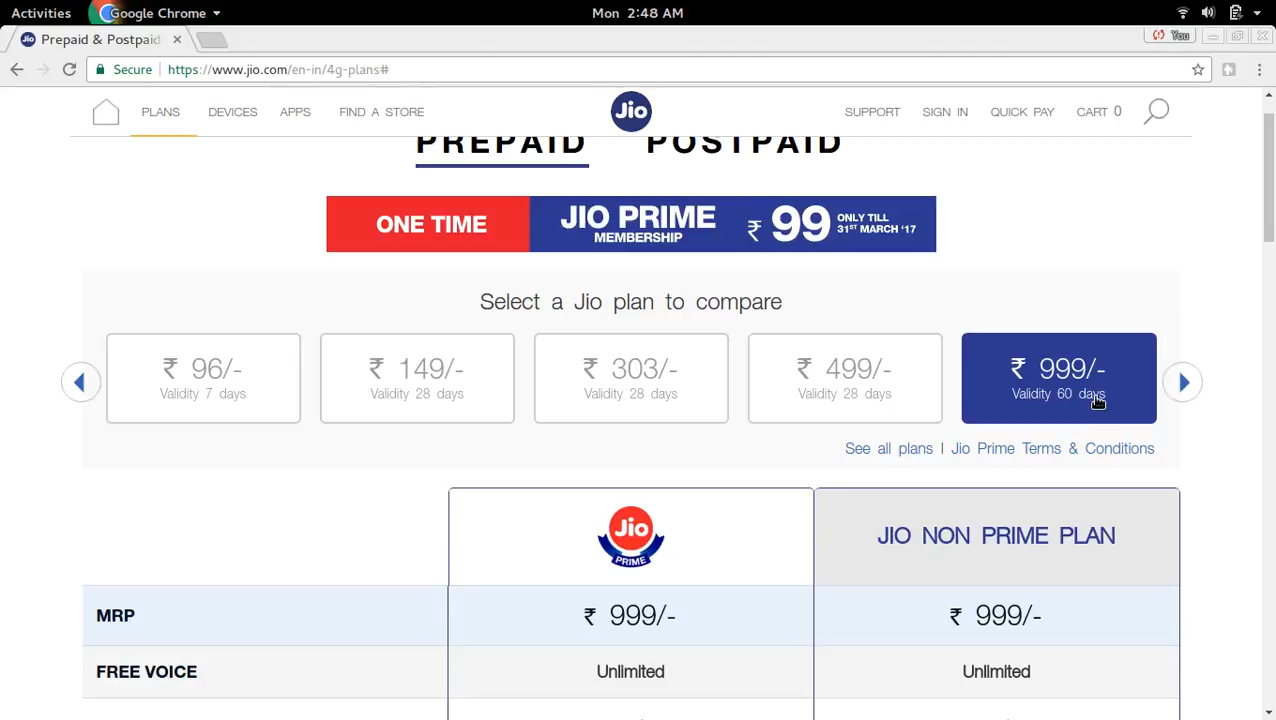 Activities Google Chrome Mon 2:48 AM
Jio Prepaid & Postpaid You
Secure https://www.jio.com/en-in/4g-plans#
PLANS DEVICES APPS FIND A STORE Jio SUPPORT SIGN IN QUICK PAY CART 0
PREPAID POSTPAID
ONE TIME JIO PRIME MEMBERSHIP ₹ 99 ONLY TILL 31ST MARCH '17
Select a Jio plan to compare
₹ 96/- ₹ 149/- ₹ 303/- ₹ 499/- ₹ 999/-
Validity 7 days Validity 28 days Validity 28 days Validity 28 days Validity 60 days
See all plans | Jio Prime Terms & Conditions
Jio
PRIME
JIO NON PRIME PLAN
MRP ₹ 999/- ₹ 999/-
FREE VOICE Unlimited Unlimited